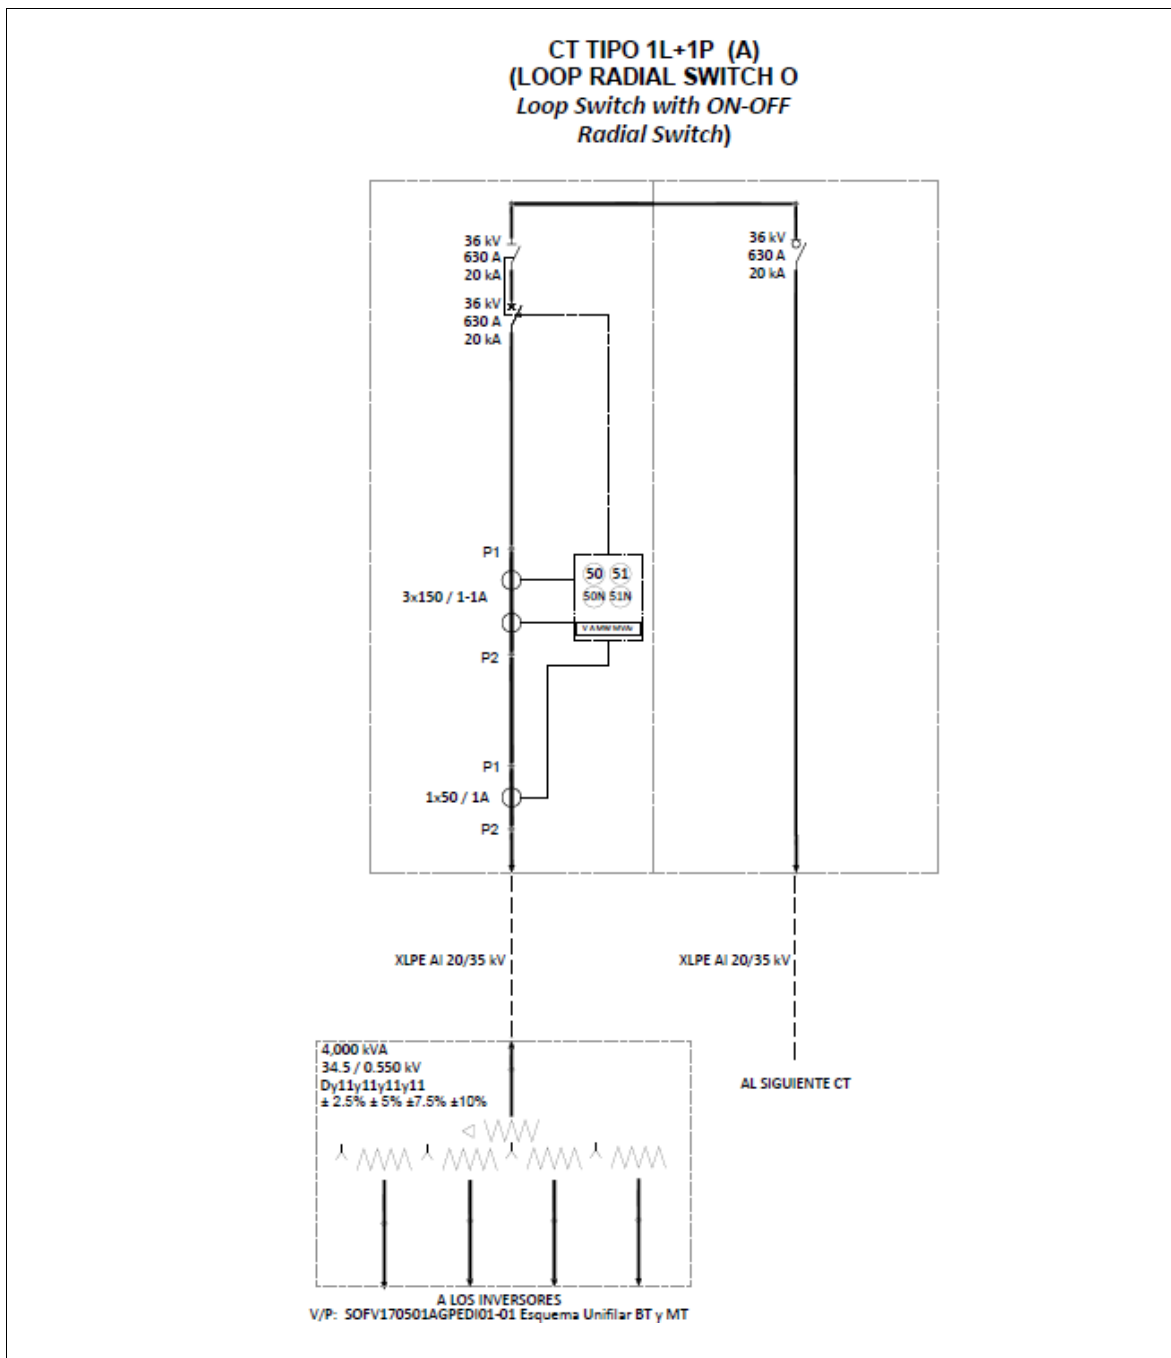 CT TIPO 1L+1P (A)
(LOOP RADIAL SWITCH O
Loop Switch with ON-OFF
Radial Switch)
36 kV
630 A
20 kA
36 kV
630 A
20 kA
36 kV
630 A
20 kA
P1
3x150 / 1-1A
P2
50 51
50N 51N
V A MW MVAr
P1
1x50 / 1A
P2
XLPE Al 20/35 kV
XLPE Al 20/35 kV
4,000 kVA
34.5 / 0.550 kV
Dy11y11y11y11
± 2.5% ± 5% ±7.5% ±10%
AL SIGUIENTE CT
A LOS INVERSORES
V/P: SOFV170501AGPEDI01-01 Esquema Unifilar BT y MT